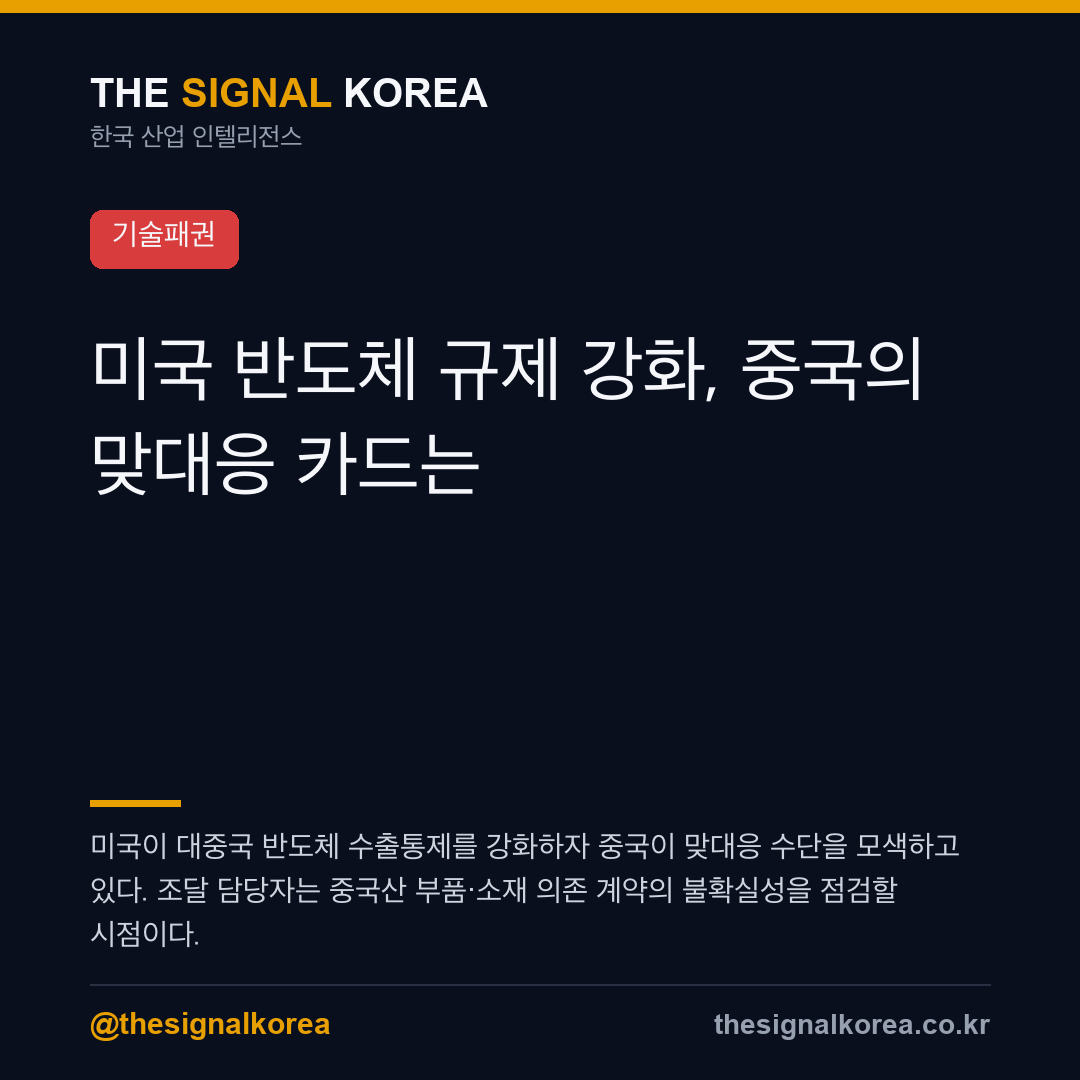 THE SIGNAL KOREA
한국 산업 인텔리전스
기술패권
미국 반도체 규제 강화, 중국의
맞대응 카드는
미국이 대중국 반도체 수출통제를 강화하자 중국이 맞대응 수단을 모색하고
있다. 조달 담당자는 중국산 부품·소재 의존 계약의 불확실성을 점검할
시점이다.
@thesignalkorea
thesignalkorea.co.kr